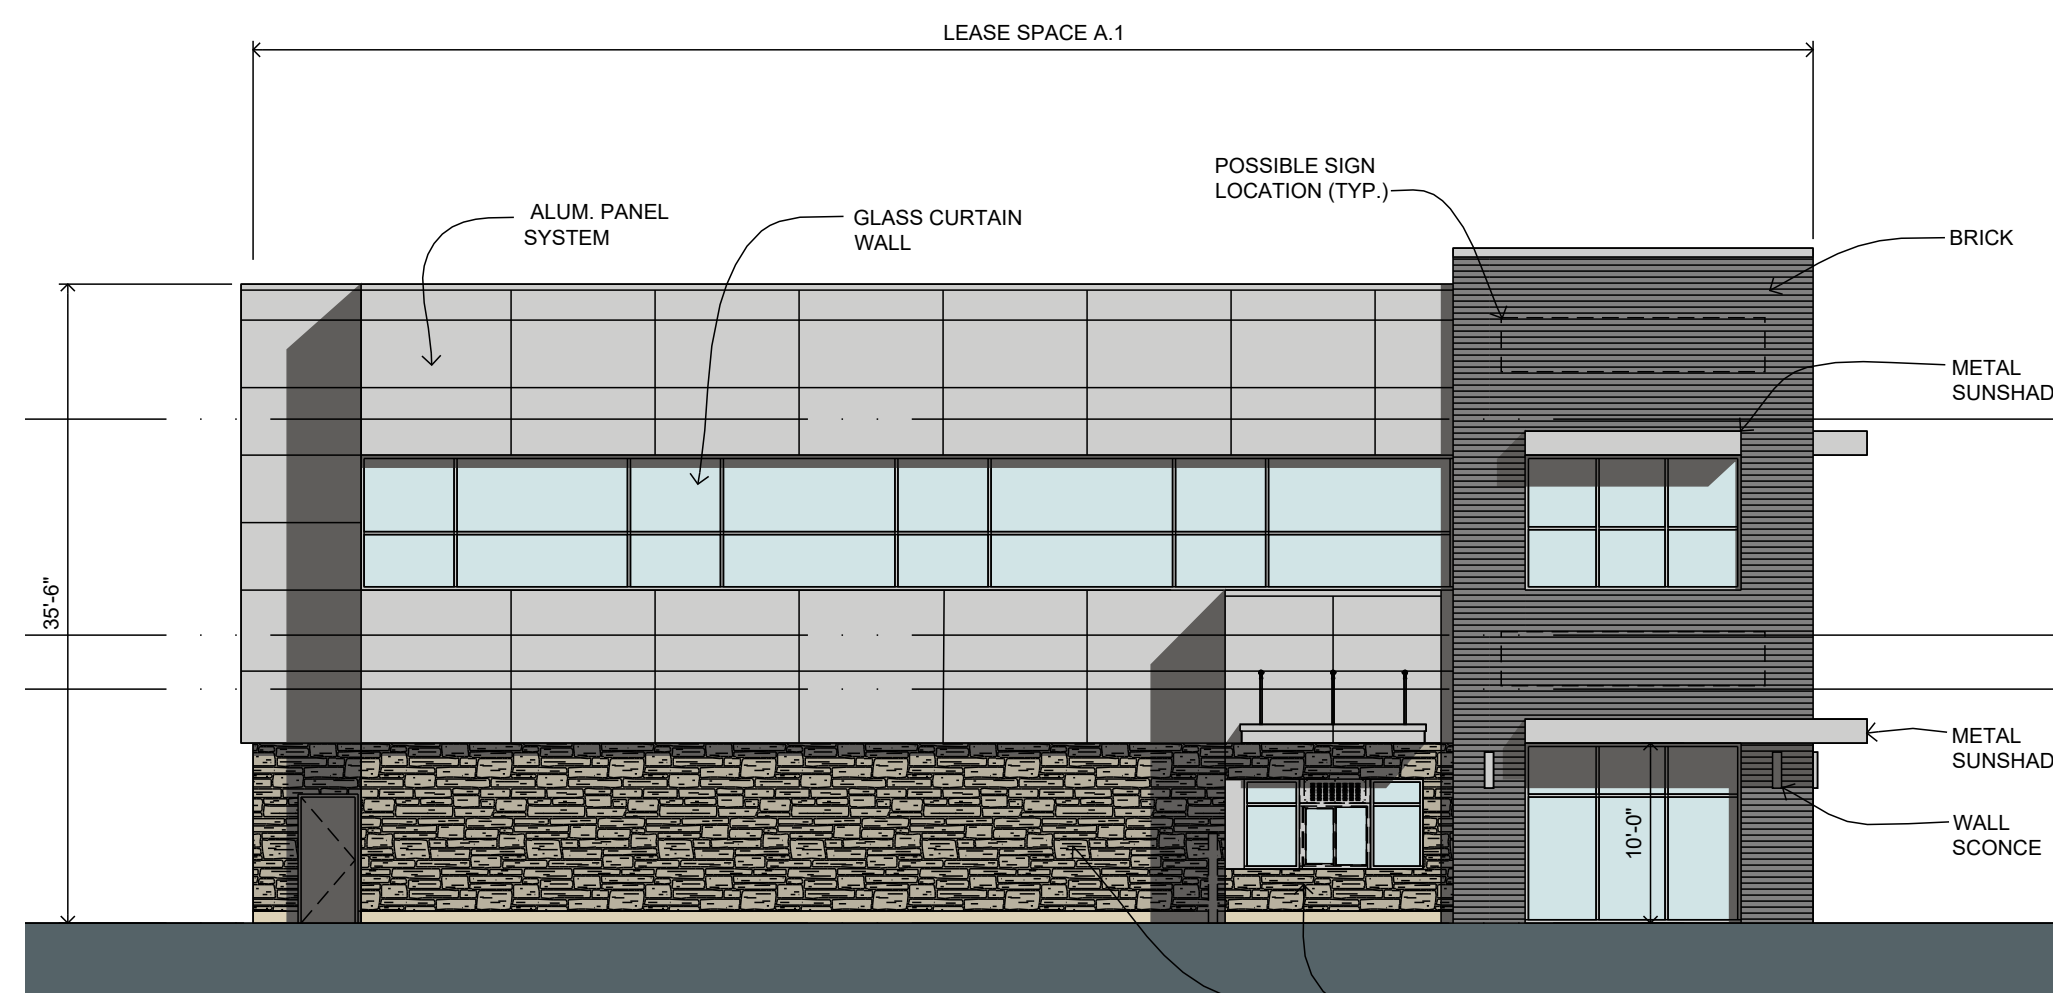 LEASE SPACE A.1
POSSIBLE SIGN
LOCATION (TYP.)
ALUM. PANEL
SYSTEM
GLASS CURTAIN
WALL
BRICK
METAL
SUNSHAD
35'-6"
METAL
SUNSHAD
10'-0"
WALL
SCONCE